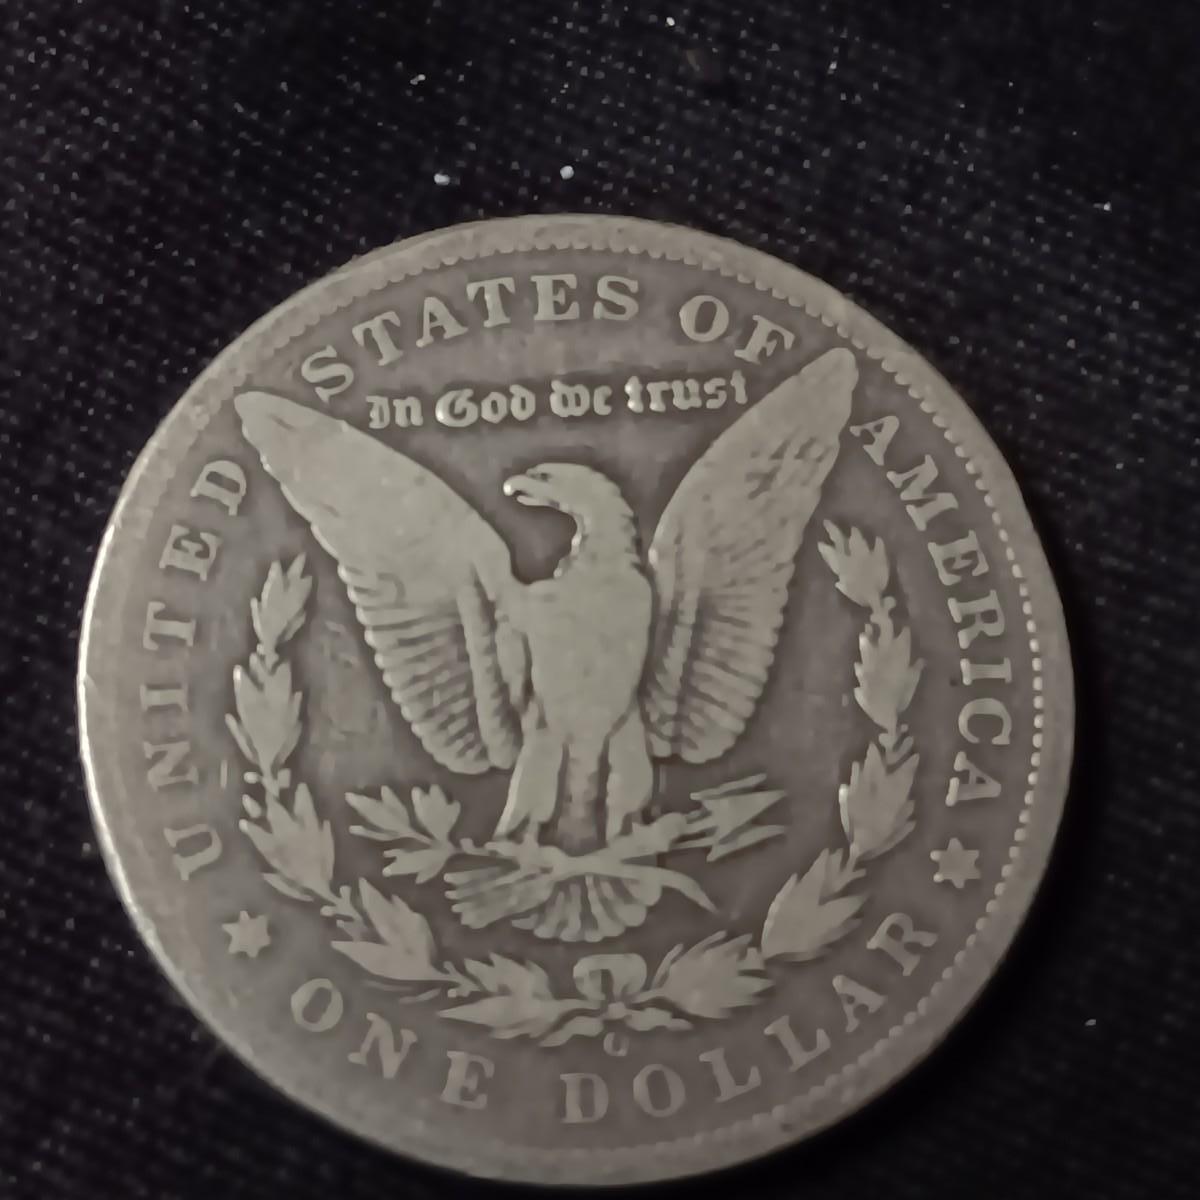 UNITED STATES OF AMERICA
In God we trust
ONE DOLLAR